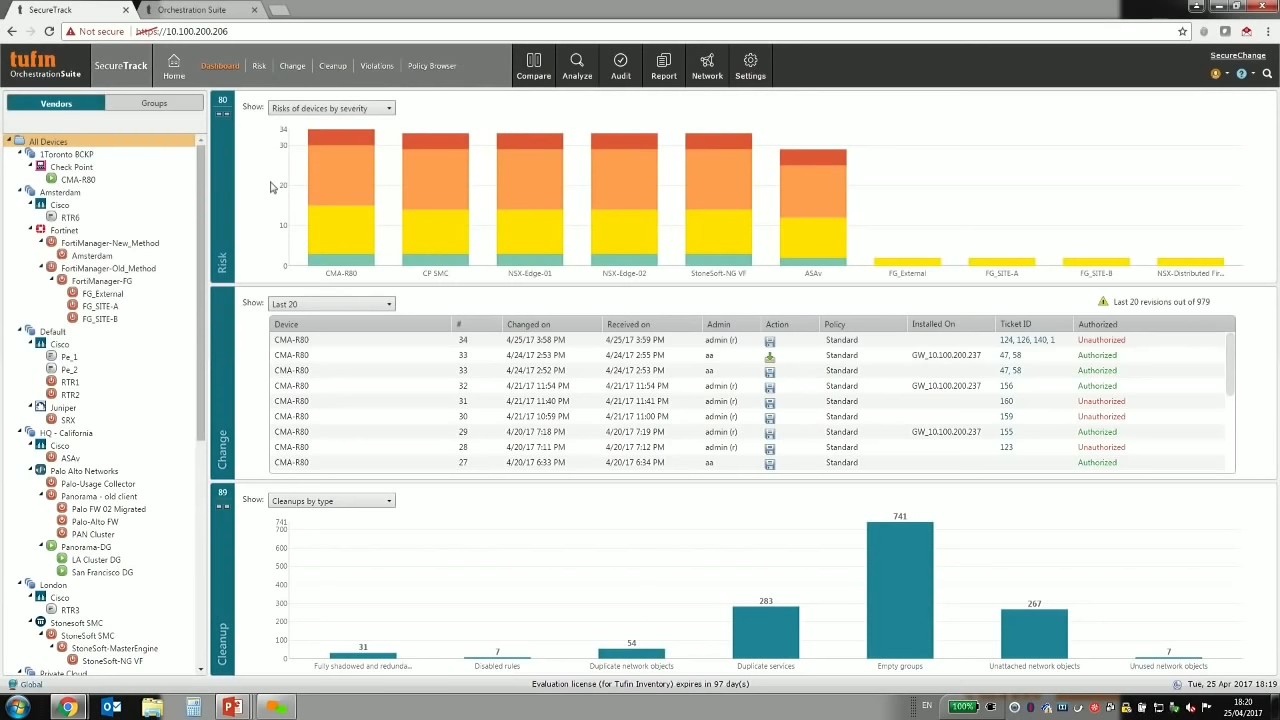 SecureTrack
Orchestration Suite
Not secure https://10.100.200.206
tufin
OrchestrationSuite
SecureTrack
Home
Dashboard Risk Change Cleanup Violations Policy Browser
Compare Analyze Audit Report Network Settings
SecureChange
Vendors Groups
All Devices
1Toronto BCKP
Check Point
CMA-R80
Amsterdam
Cisco
RTR6
Fortinet
FortiManager-New_Method
Amsterdam
FortiManager-Old_Method
FortiManager-FG
FG_External
FG_SITE-A
FG_SITE-B
Default
Cisco
Pe_1
Pe_2
RTR1
RTR2
Juniper
SRX
HQ - California
Cisco
ASAv
Palo Alto Networks
Palo-Usage Collector
Panorama - old client
Palo FW 02 Migrated
Palo-Alto FW
PAN Cluster
Panorama-DG
LA Cluster DG
San Francisco DG
London
Cisco
RTR3
Stonesoft SMC
StoneSoft SMC
StoneSoft-MasterEngine
StoneSoft-NG VF
Private Cloud
Global
80
Risk
Show: Risks of devices by severity
34
30
20
10
0
CMA-R80 CP SMC NSX-Edge-01 NSX-Edge-02 StoneSoft-NG VF ASAv FG_External FG_SITE-A FG_SITE-B NSX-Distributed Fir...
Change
Show: Last 20
Last 20 revisions out of 979
Device # Changed on Received on Admin Action Policy Installed On Ticket ID Authorized
CMA-R80 34 4/25/17 3:58 PM 4/25/17 3:59 PM admin (r) Standard 124, 126, 140, 1 Unauthorized
CMA-R80 33 4/24/17 2:53 PM 4/24/17 2:55 PM aa Standard GW_10.100.200.237 47, 58 Authorized
CMA-R80 33 4/24/17 2:53 PM 4/24/17 2:53 PM aa Standard 47, 58 Authorized
CMA-R80 32 4/21/17 11:54 PM 4/21/17 11:54 PM admin (r) Standard GW_10.100.200.237 156 Authorized
CMA-R80 31 4/21/17 11:40 PM 4/21/17 11:41 PM admin (r) Standard 160 Unauthorized
CMA-R80 30 4/21/17 10:59 PM 4/21/17 11:00 PM admin (r) Standard 159 Unauthorized
CMA-R80 29 4/20/17 7:18 PM 4/20/17 7:19 PM admin (r) Standard GW_10.100.200.237 155 Authorized
CMA-R80 28 4/20/17 7:11 PM 4/20/17 7:12 PM admin (r) Standard 123 Unauthorized
CMA-R80 27 4/20/17 6:33 PM 4/20/17 6:34 PM aa Standard Authorized
89
Cleanup
Show: Cleanups by type
741
700
600
500
400
300
200
100
0
31 7 54 283 741 267 7
Fully shadowed and redunda... Disabled rules Duplicate network objects Duplicate services Empty groups Unattached network objects Unused network objects
Evaluation license (for Tufin Inventory) expires in 97 day(s)
Tue, 25 Apr 2017 18:19
EN 100%
18:20
25/04/2017